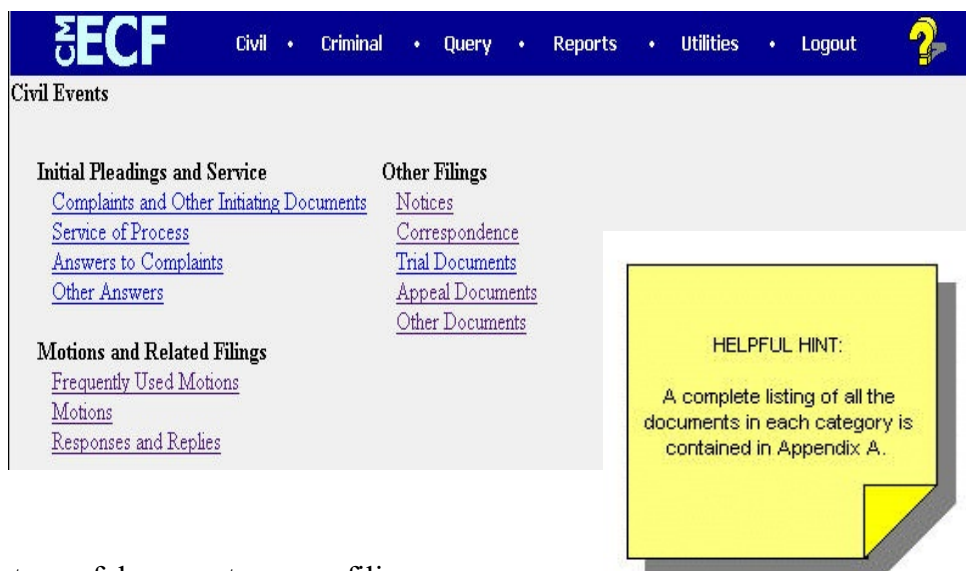 CM ECF Civil • Criminal • Query • Reports • Utilities • Logout ?
Civil Events
Initial Pleadings and Service
Complaints and Other Initiating Documents
Service of Process
Answers to Complaints
Other Answers
Motions and Related Filings
Frequently Used Motions
Motions
Responses and Replies
Other Filings
Notices
Correspondence
Trial Documents
Appeal Documents
Other Documents
HELPFUL HINT:
A complete listing of all the
documents in each category is
contained in Appendix A.